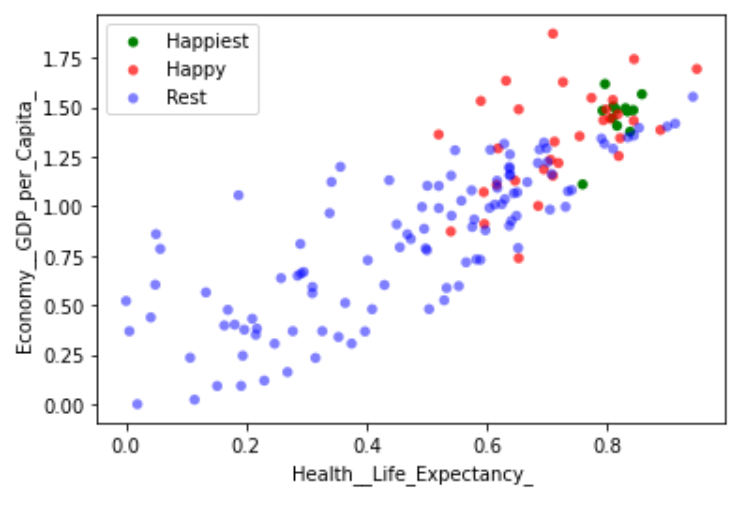 Happiest
Happy
Rest
1.75
1.50
1.25
1.00
0.75
0.50
0.25
0.00
Economy__GDP_per_Capita_
0.0 0.2 0.4 0.6 0.8
Health__Life_Expectancy_